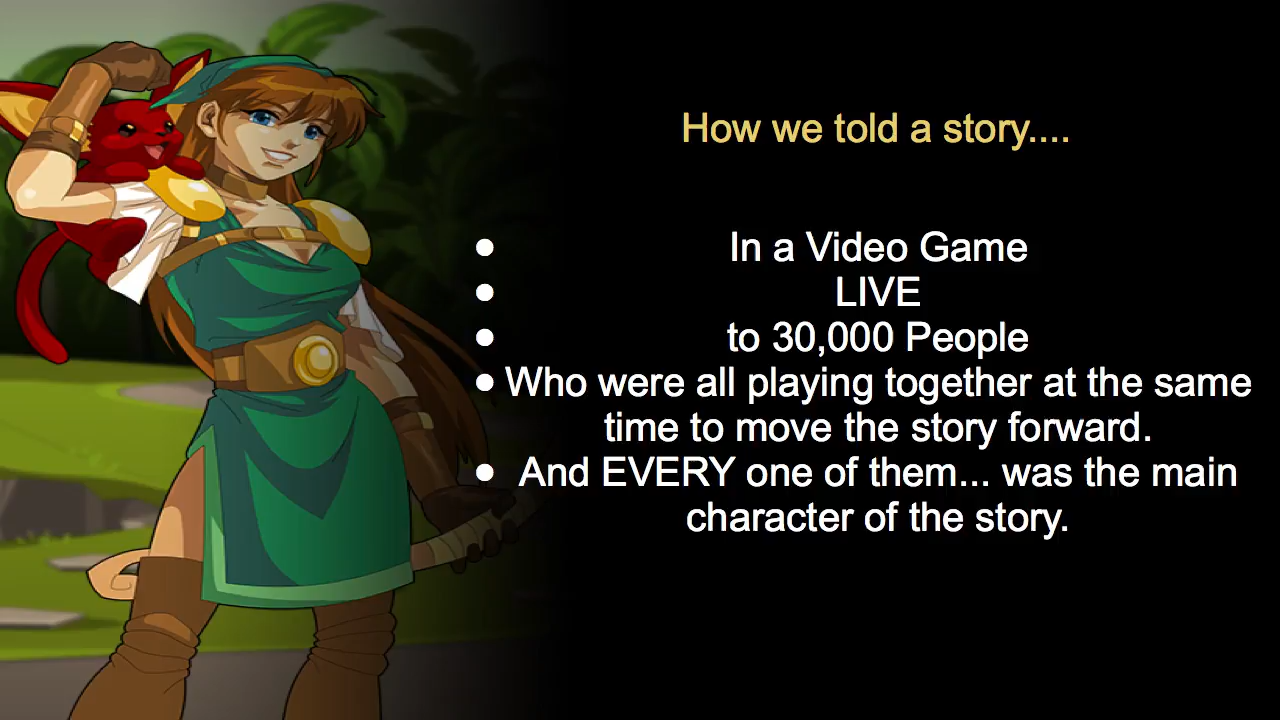 How we told a story....
● In a Video Game
● LIVE
● to 30,000 People
● Who were all playing together at the same
time to move the story forward.
● And EVERY one of them... was the main
character of the story.